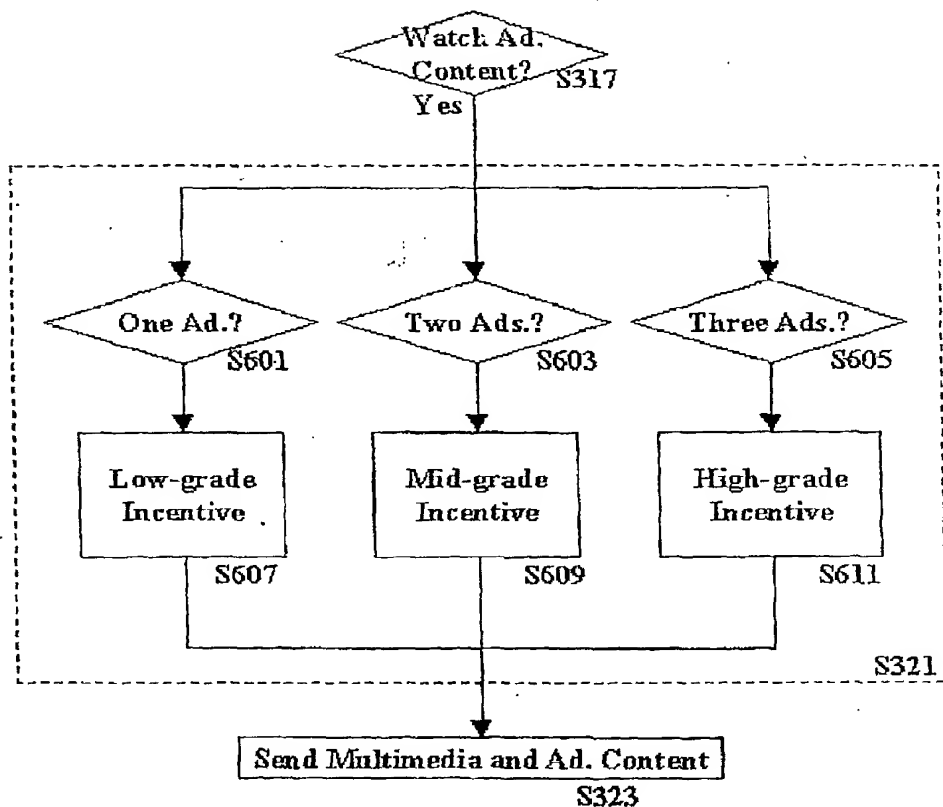 Watch Ad.
Content?
S317
Yes
One Ad.?
S601
Two Ads.?
S603
Three Ads.?
S605
Low-grade
Incentive
S607
Mid-grade
Incentive
S609
High-grade
Incentive
S611
S321
Send Multimedia and Ad. Content
S323